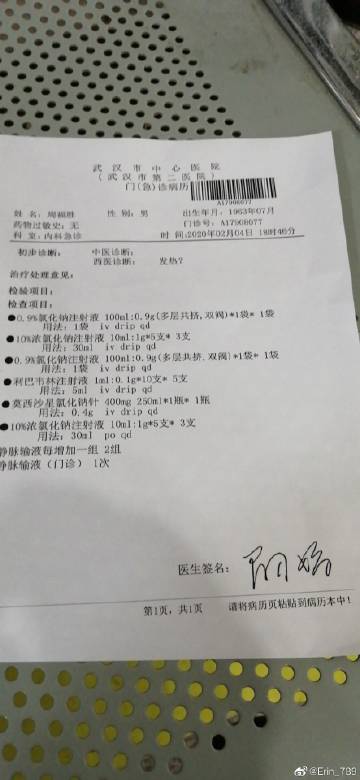 武汉市中心医院
(武汉市第二医院)
门(急)诊病历
A17908077
姓 名: 周福胜 性 别: 男 出生年月: 1963年07月
药物过敏史: 无 门诊号: A17908077
科 室: 内科急诊 时 间: 2020年02月04日 18时46分
初步诊断: 中医诊断:
西医诊断: 发热?
治疗处理意见:
检验项目:
检查项目:
●0.9%氯化钠注射液 100ml:0.9g(多层共挤,双阀)*1袋* 1袋
用法: 1袋 iv drip qd
●10%浓氯化钠注射液 10ml:1g*5支* 3支
用法: 30ml iv drip qd
●0.9%氯化钠注射液 100ml:0.9g(多层共挤.双阀)*1袋* 1袋
用法: 1袋 iv drip qd
●利巴韦林注射液 1ml:0.1g*10支* 5支
用法: 5ml iv drip qd
●莫西沙星氯化钠针 400mg 250ml*1瓶* 1瓶
用法: 0.4g iv drip qd
●10%浓氯化钠注射液 10ml:1g*5支* 3支
用法: 30ml po qd
静脉输液每增加一组 2组
静脉输液(门诊) 1次
医生签名:
第1页, 共1页 请将病历页粘贴到病历本中!
@Erin_799